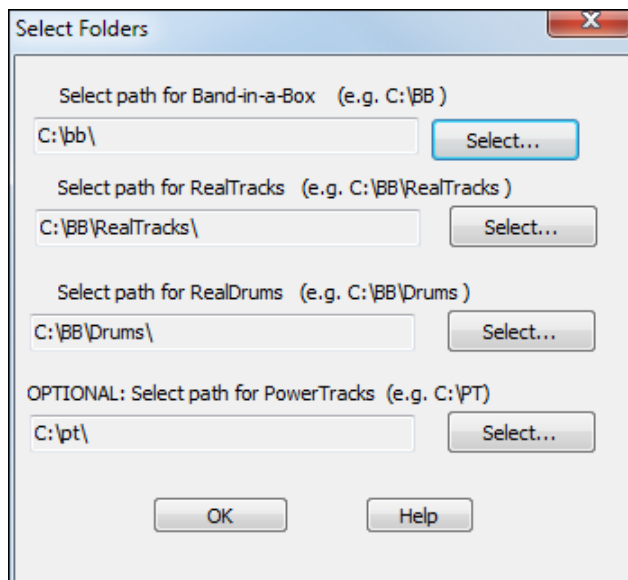 Select Folders
Select path for Band-in-a-Box (e.g. C:\BB )
C:\bb\
Select...
Select path for RealTracks (e.g. C:\BB\RealTracks )
C:\BB\RealTracks\
Select...
Select path for RealDrums (e.g. C:\BB\Drums )
C:\BB\Drums\
Select...
OPTIONAL: Select path for PowerTracks (e.g. C:\PT)
C:\pt\
Select...
OK
Help